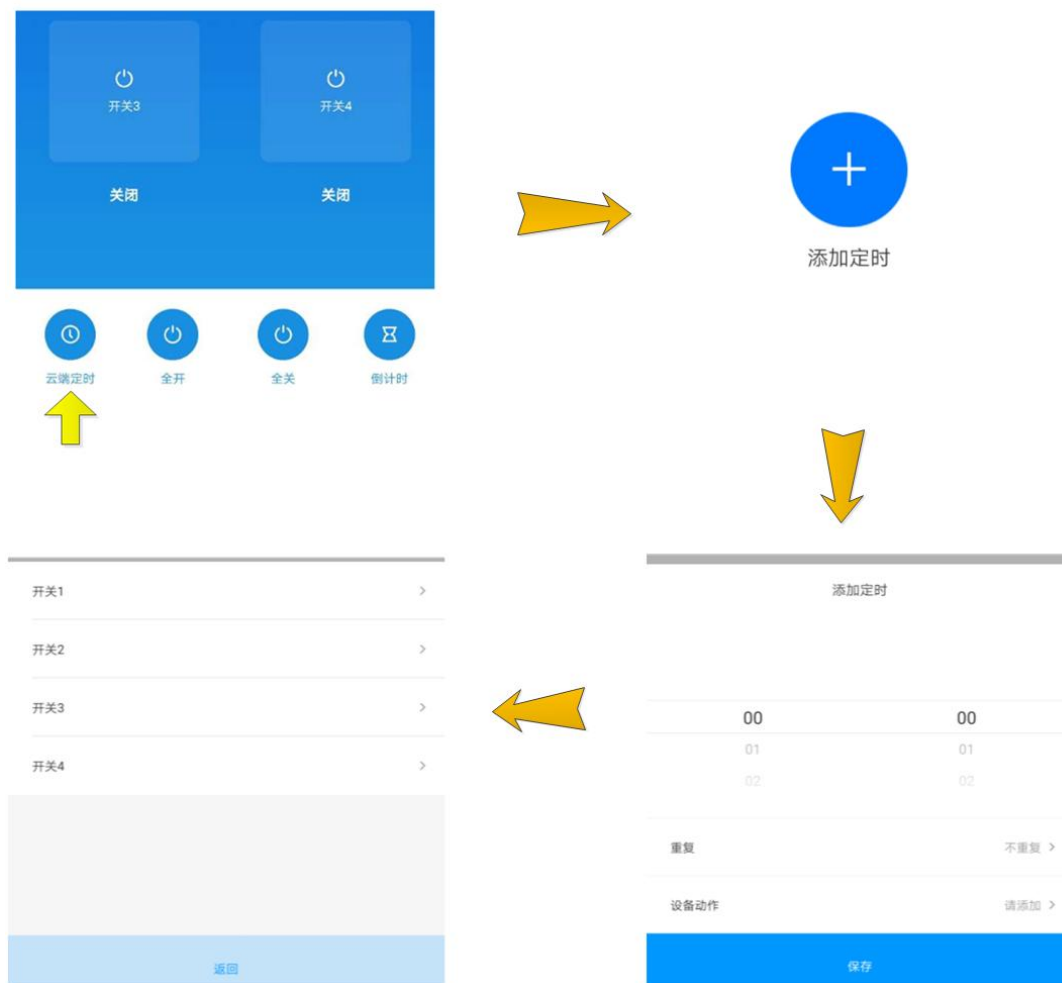 开关3
开关4
关闭
关闭
云端定时
全开
全关
倒计时
添加定时
添加定时
00 00
01 01
02 02
重复 不重复
设备动作 请添加
保存
开关1
开关2
开关3
开关4
返回